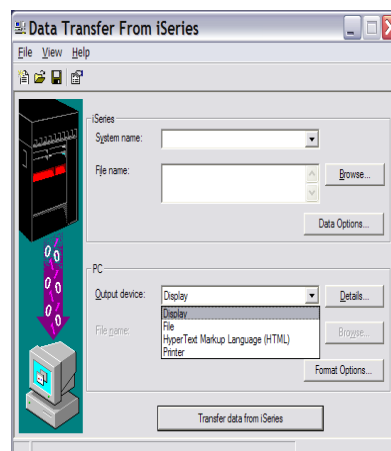 Data Transfer From iSeries
File View Help
iSeries
System name:
File name:
Browse...
Data Options...
PC
Output device: Display Details...
Display
File
HyperText Markup Language (HTML)
Printer
File name: Browse...
Format Options...
Transfer data from iSeries